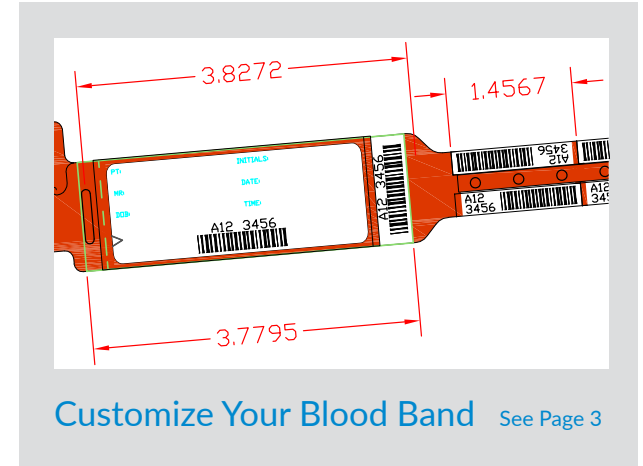 3.8272
1.4567
PT:
INITIALS:
MR:
DATE:
DOB:
TIME:
A12 3456
A12 3456
A12
3456
A12
3456
A12
345
3.7795
Customize Your Blood Band See Page 3